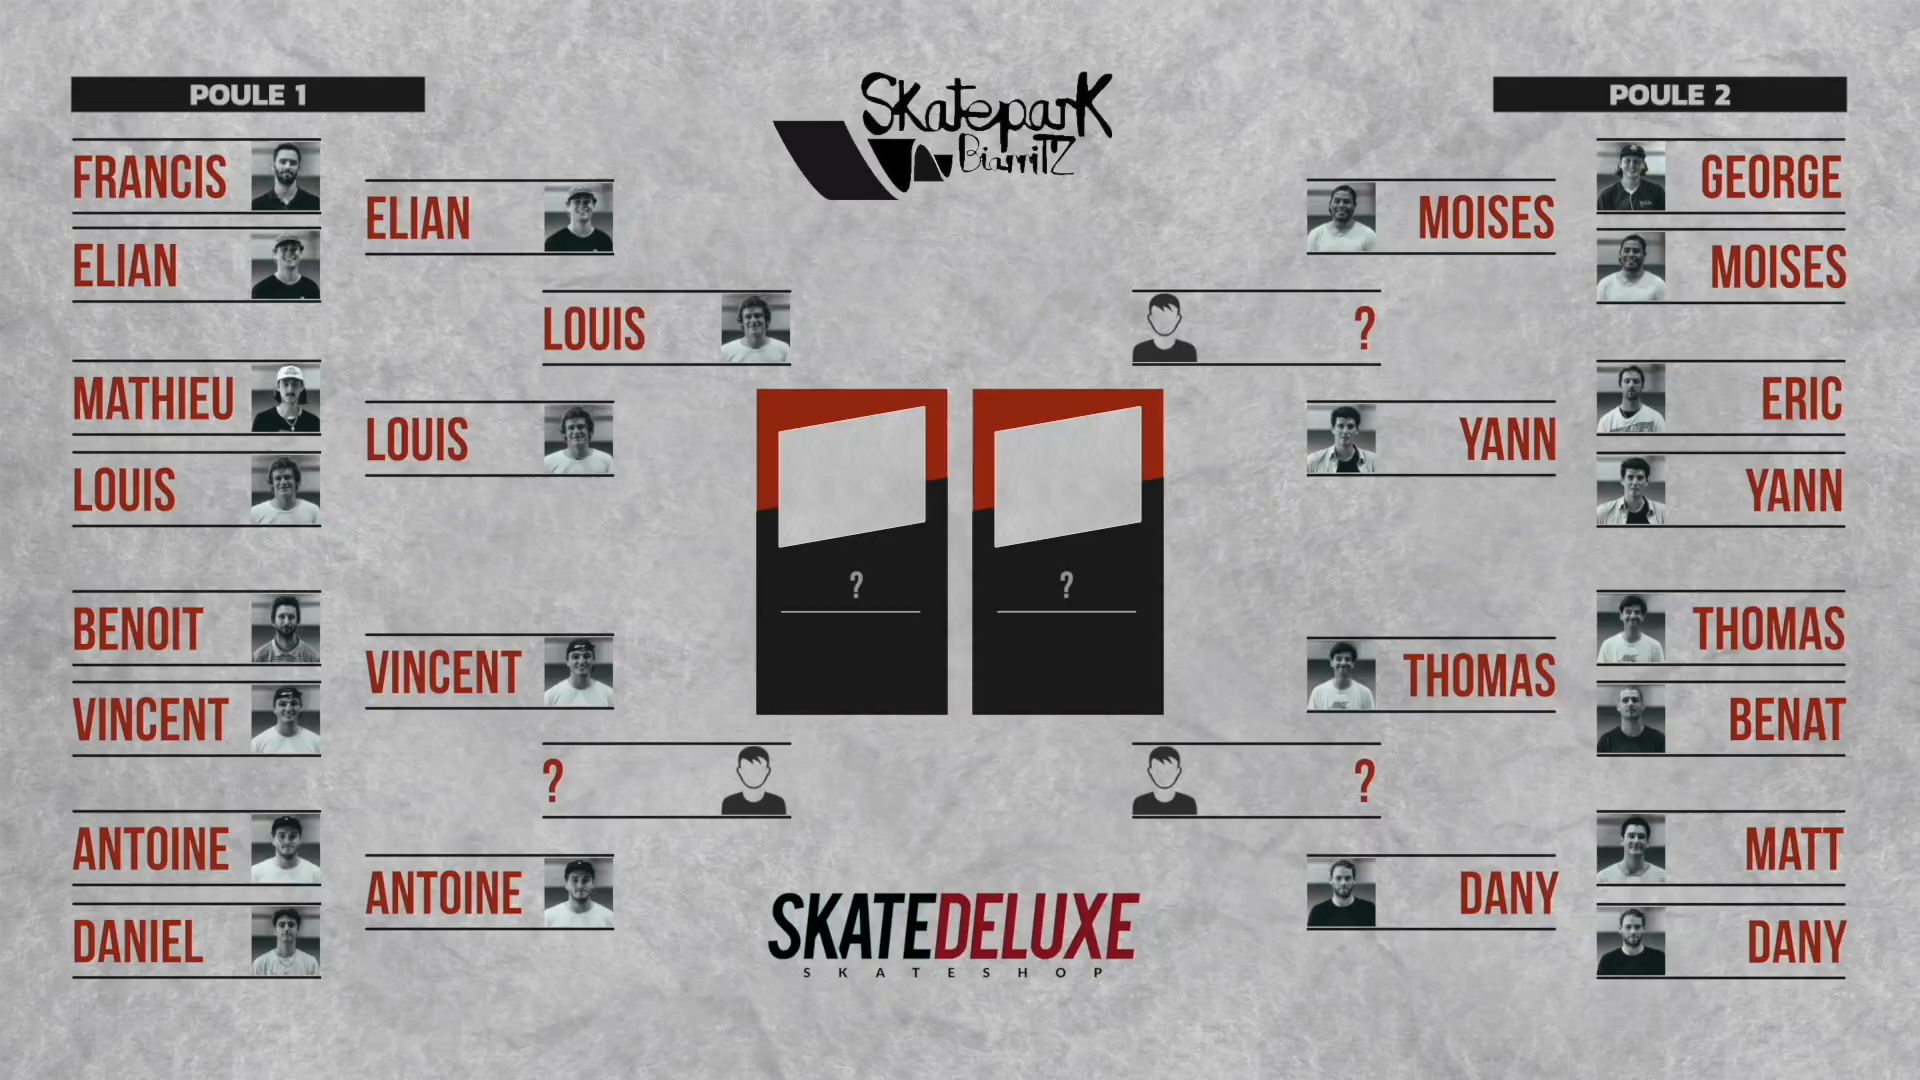 POULE 1
FRANCIS
ELIAN
MATHIEU
LOUIS
BENOIT
VINCENT
ANTOINE
DANIEL
ELIAN
LOUIS
VINCENT
ANTOINE
LOUIS
?
SKateparK
BiarriTZ
?
?
SKATEDELUXE
SKATESHOP
?
?
MOISES
YANN
THOMAS
DANY
POULE 2
GEORGE
MOISES
ERIC
YANN
THOMAS
BENAT
MATT
DANY